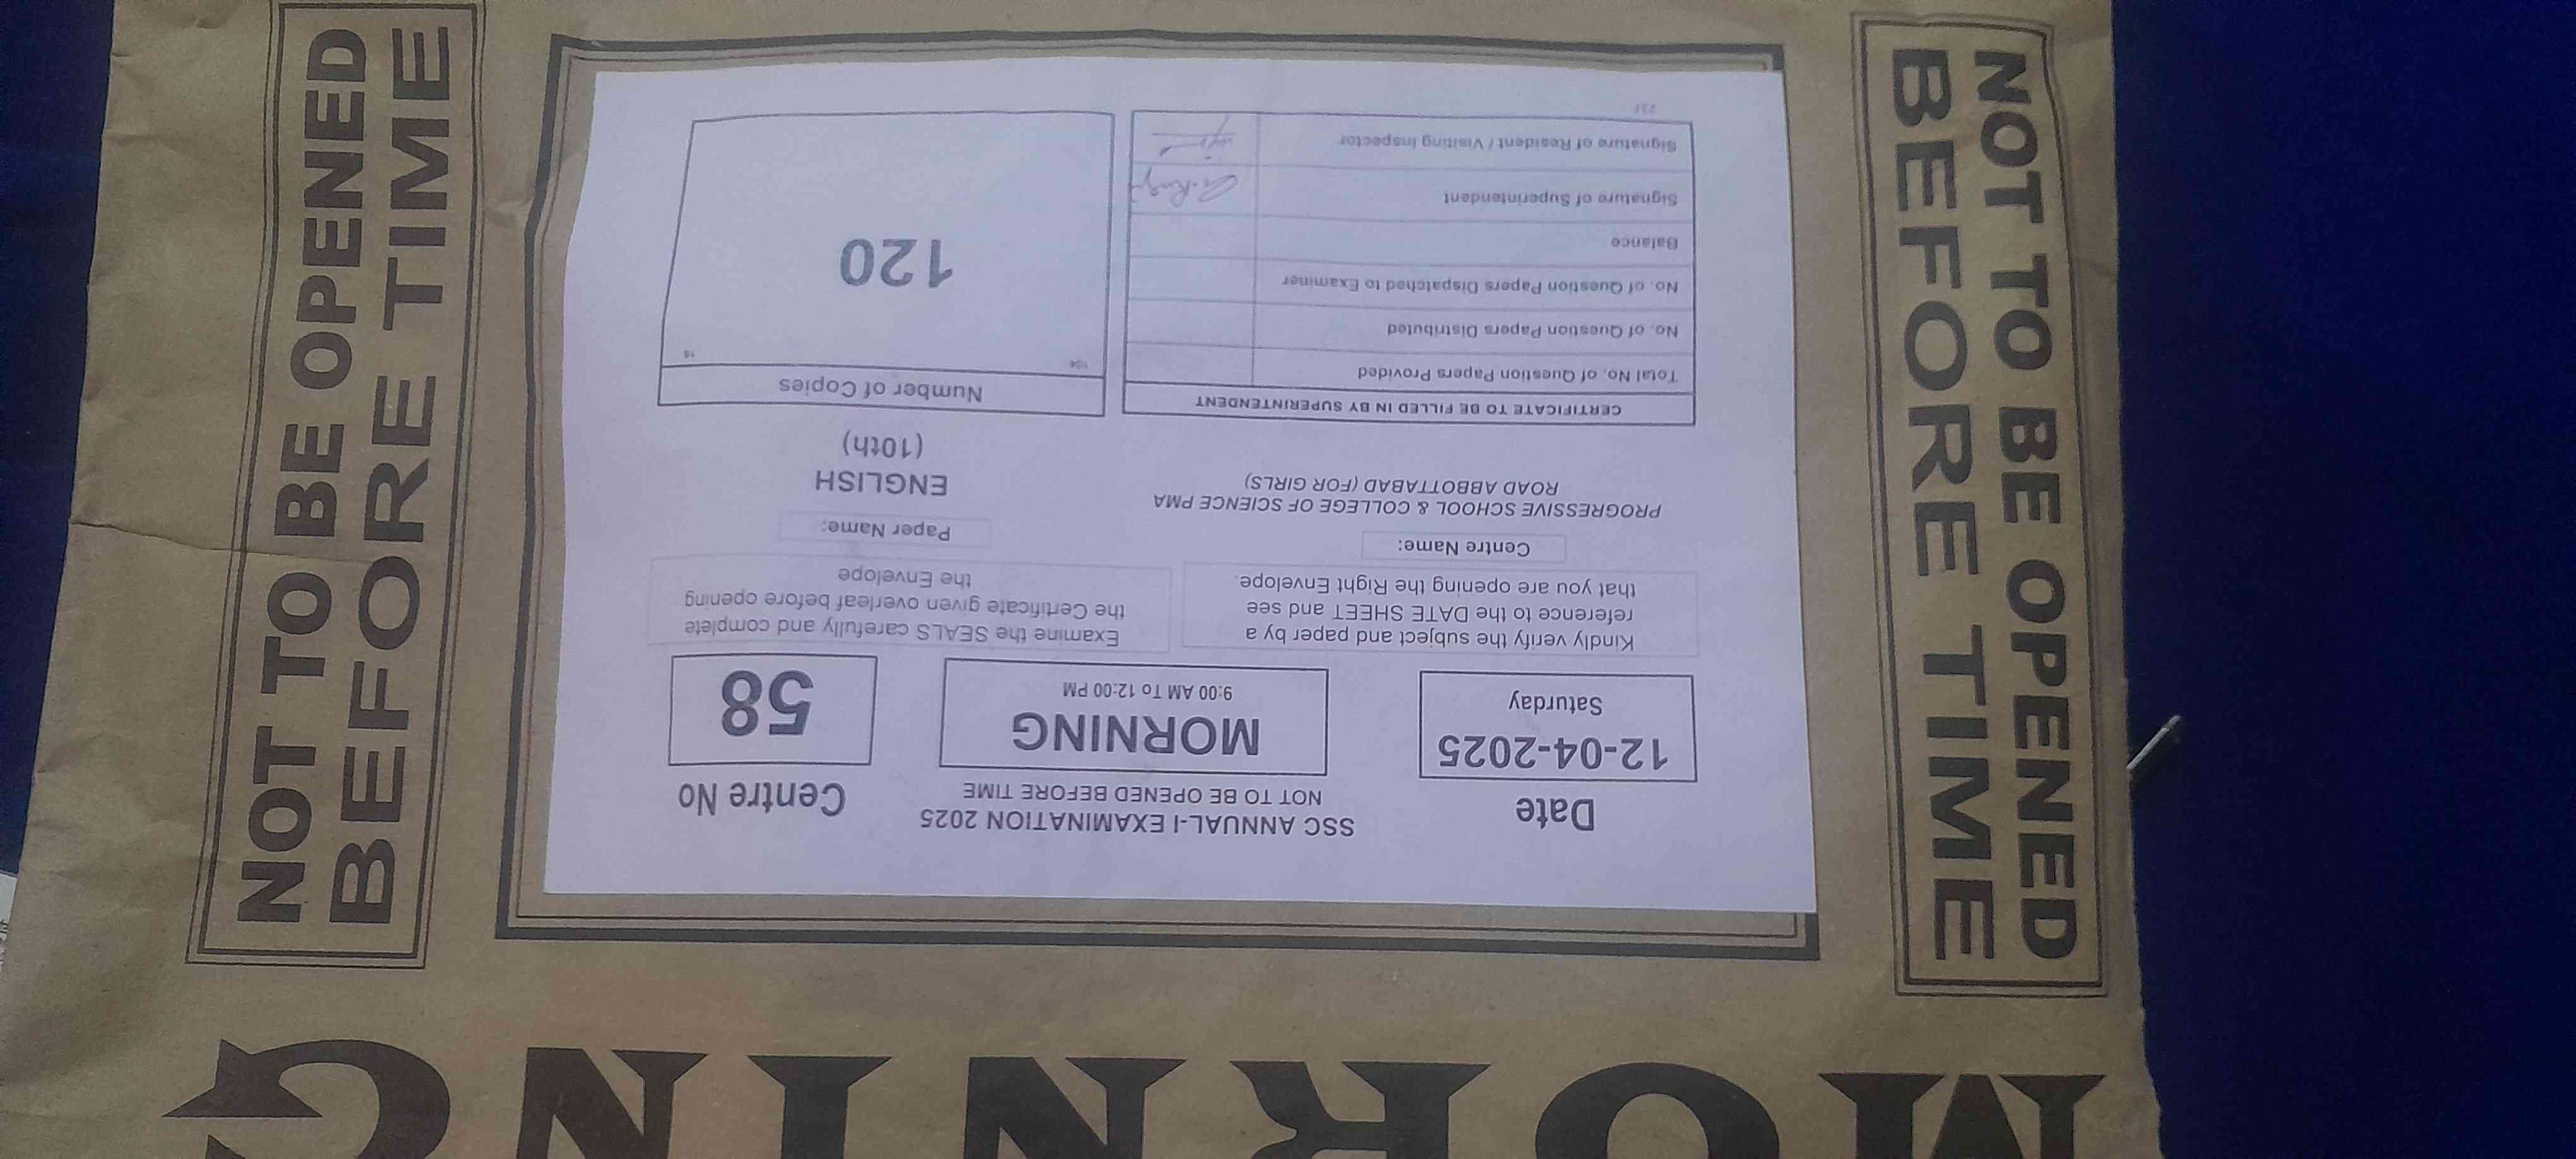 SSC ANNUAL-I EXAMINATION 2025
NOT TO BE OPENED BEFORE TIME
Date
12-04-2025
Saturday
MORNING
9:00 AM To 12:00 PM
Centre No
58
Kindly verify the subject and paper by a
reference to the DATE SHEET and see
that you are opening the Right Envelope.
Examine the SEALS carefully and complete
the Certificate given overleaf before opening
the Envelope
Centre Name:
PROGRESSIVE SCHOOL & COLLEGE OF SCIENCE PMA
ROAD ABBOTTABAD (FOR GIRLS)
Paper Name:
ENGLISH
(10th)
CERTIFICATE TO BE FILLED IN BY SUPERINTENDENT
Total No. of Question Papers Provided
No. of Question Papers Distributed
No. of Question Papers Dispatched to Examiner
Balance
Signature of Superintendent
Signature of Resident / Visiting Inspector
237
Number of Copies
104
16
120
NOT TO BE OPENED
BEFORE TIME
NOT TO BE OPENED
BEFORE TIME
MORNING